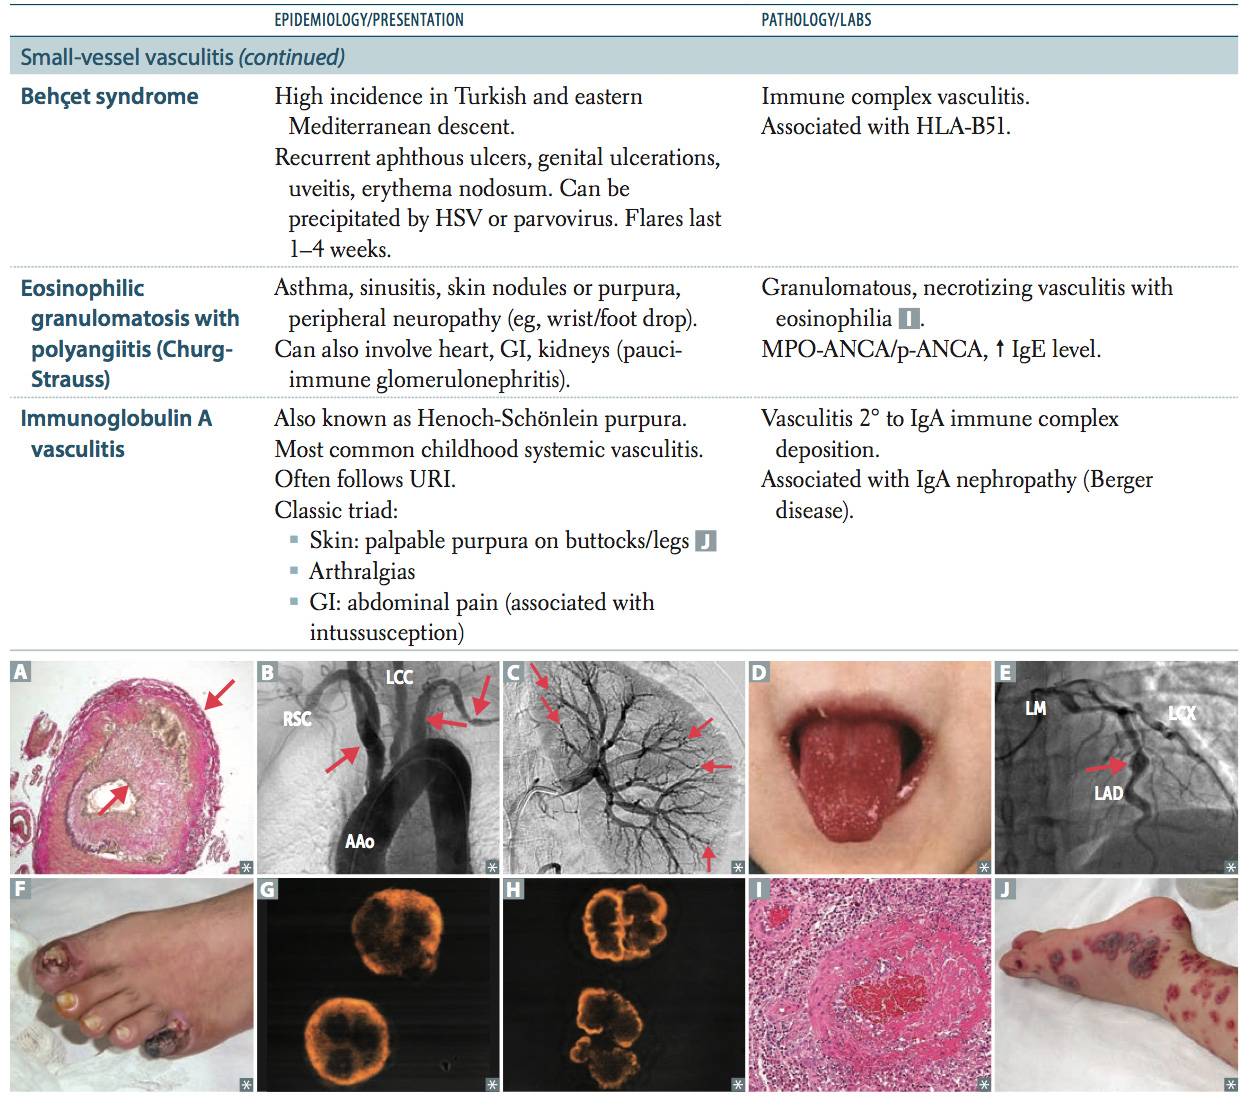 EPIDEMIOLOGY/PRESENTATION
PATHOLOGY/LABS
Small-vessel vasculitis (continued)
Behçet syndrome
High incidence in Turkish and eastern
Mediterranean descent.
Recurrent aphthous ulcers, genital ulcerations,
uveitis, erythema nodosum. Can be
precipitated by HSV or parvovirus. Flares last
1–4 weeks.
Immune complex vasculitis.
Associated with HLA-B51.
Eosinophilic
granulomatosis with
polyangiitis (Churg-
Strauss)
Asthma, sinusitis, skin nodules or purpura,
peripheral neuropathy (eg, wrist/foot drop).
Can also involve heart, GI, kidneys (pauci-
immune glomerulonephritis).
Granulomatous, necrotizing vasculitis with
eosinophilia I.
MPO-ANCA/p-ANCA, ↑ IgE level.
Immunoglobulin A
vasculitis
Also known as Henoch-Schönlein purpura.
Most common childhood systemic vasculitis.
Often follows URI.
Classic triad:
▪ Skin: palpable purpura on buttocks/legs J
▪ Arthralgias
▪ GI: abdominal pain (associated with
intussusception)
Vasculitis 2° to IgA immune complex
deposition.
Associated with IgA nephropathy (Berger
disease).
A
B
LCC
RSC
AAo
C
D
E
LM
LCX
LAD
F
G
H
I
J